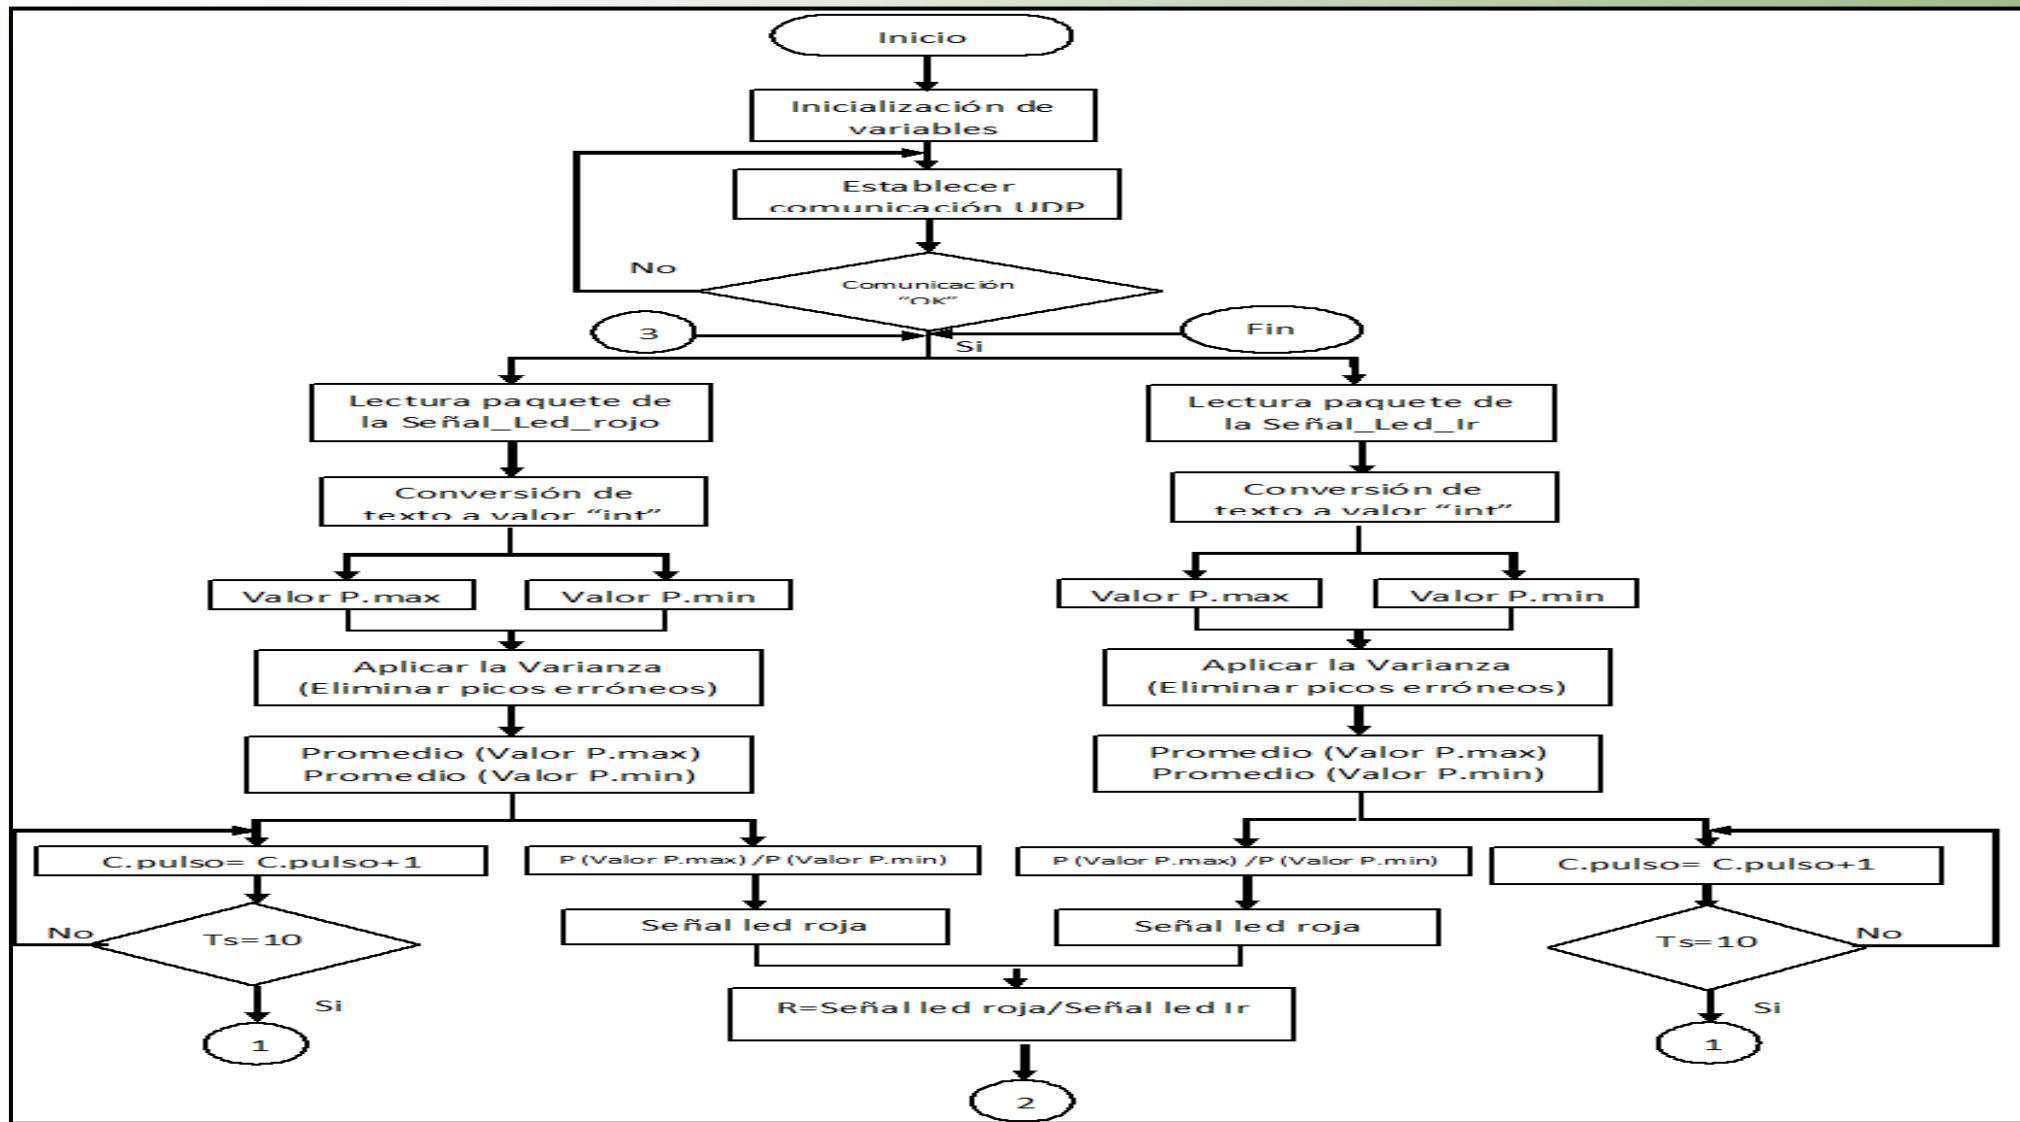 Inicio
Inicialización de
variables
Establecer
comunicación UDP
No
Comunicación
“OK”
3
Fin
Si
Lectura paquete de
la Señal_Led_rojo
Lectura paquete de
la Señal_Led_Ir
Conversión de
texto a valor “int”
Conversión de
texto a valor “int”
Valor P.max
Valor P.min
Valor P.max
Valor P.min
Aplicar la Varianza
(Eliminar picos erróneos)
Aplicar la Varianza
(Eliminar picos erróneos)
Promedio (Valor P.max)
Promedio (Valor P.min)
Promedio (Valor P.max)
Promedio (Valor P.min)
C.pulso= C.pulso+1
P (Valor P.max) /P (Valor P.min)
P (Valor P.max) /P (Valor P.min)
C.pulso= C.pulso+1
No
Ts=10
Señal led roja
Señal led roja
Ts=10
No
Si
R=Señal led roja/Señal led Ir
Si
1
1
2